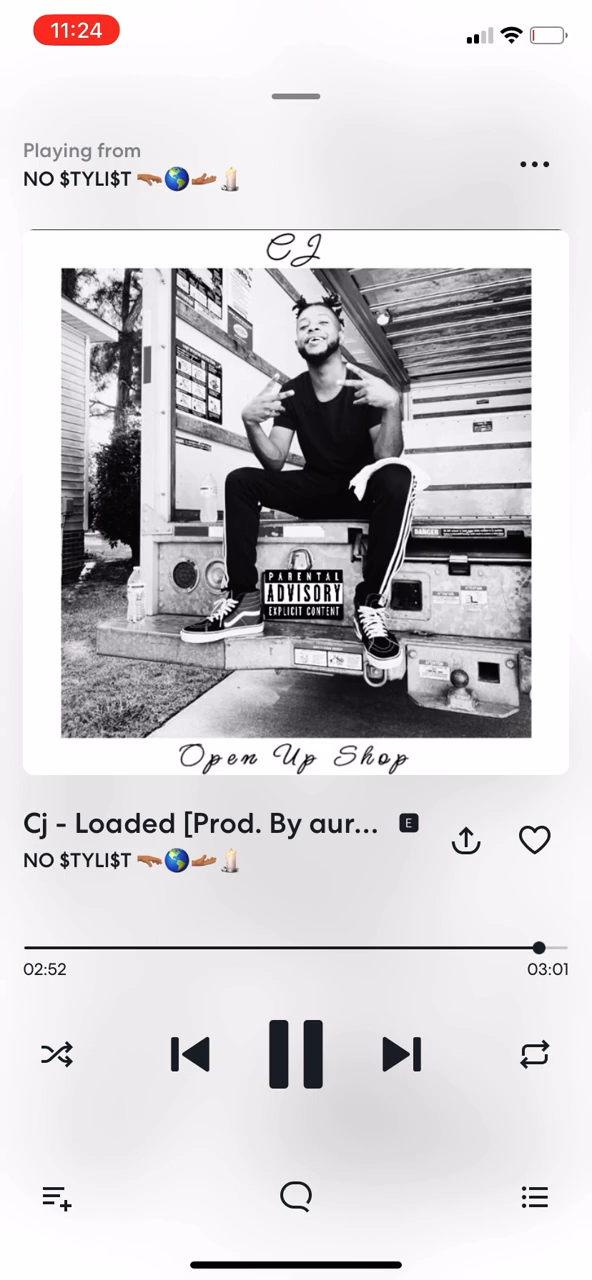 11:24
Playing from
NO $TYLI$T 🫱🏾🌎🫴🏾🕯️
CJ
DANGER
PARENTAL
ADVISORY
EXPLICIT CONTENT
Open Up Shop
Cj - Loaded [Prod. By aur... E
NO $TYLI$T 🫱🏾🌎🫴🏾🕯️
02:52
03:01